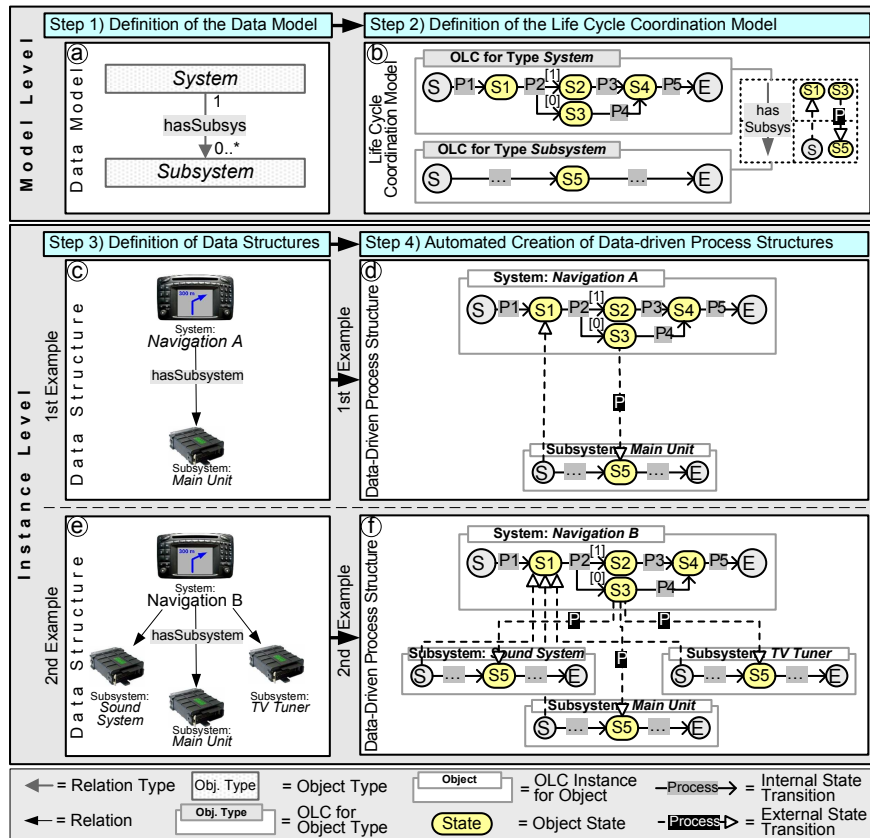 Step 1) Definition of the Data Model
Step 2) Definition of the Life Cycle Coordination Model
Model Level
Data Model
a
System
1
hasSubsys
0..*
Subsystem
Life Cycle
Coordination Model
b
OLC for Type System
S P1 S1 P2 [1] S2 P3 S4 P5 E
[0] S3 P4
OLC for Type Subsystem
S ... S5 ... E
has
Subsys
S1 S3
P
S S5
Instance Level
Step 3) Definition of Data Structures
Step 4) Automated Creation of Data-driven Process Structures
1st Example
Data Structure
c
300 m
System:
Navigation A
hasSubsystem
Subsystem:
Main Unit
1st Example
Data-Driven Process Structure
d
System: Navigation A
S P1 S1 P2 [1] S2 P3 S4 P5 E
[0] S3 P4
P
Subsystem Main Unit
S ... S5 ... E
2nd Example
Data Structure
e
300 m
System:
Navigation B
hasSubsystem
Subsystem:
Sound
System
Subsystem:
Main Unit
Subsystem:
TV Tuner
2nd Example
Data-Driven Process Structure
f
System: Navigation B
S P1 S1 P2 [1] S2 P3 S4 P5 E
[0] S3 P4
P P
P
Subsystem: Sound System
S ... S5 ... E
Subsystem TV Tuner
S ... S5 ... E
Subsystem Main Unit
S ... S5 ... E
= Relation Type
Obj. Type = Object Type
Object = OLC Instance
for Object
Process = Internal State
Transition
= Relation
Obj. Type = OLC for
Object Type
State = Object State
Process = External State
Transition